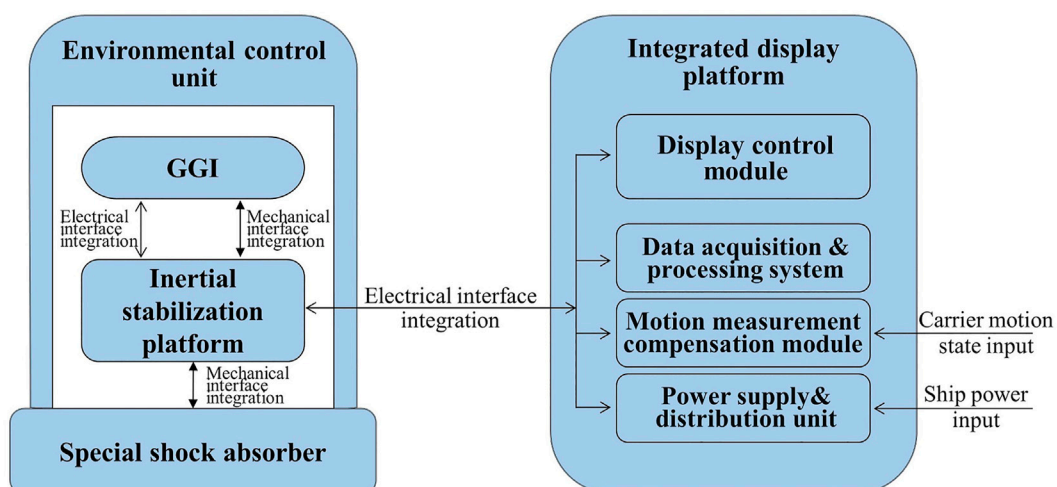 Environmental control
unit
GGI
Electrical
interface
integration
Mechanical
interface
integration
Inertial
stabilization
platform
Mechanical
interface
integration
Special shock absorber
Electrical interface
integration
Integrated display
platform
Display control
module
Data acquisition &
processing system
Motion measurement
compensation module
Power supply&
distribution unit
Carrier motion
state input
Ship power
input